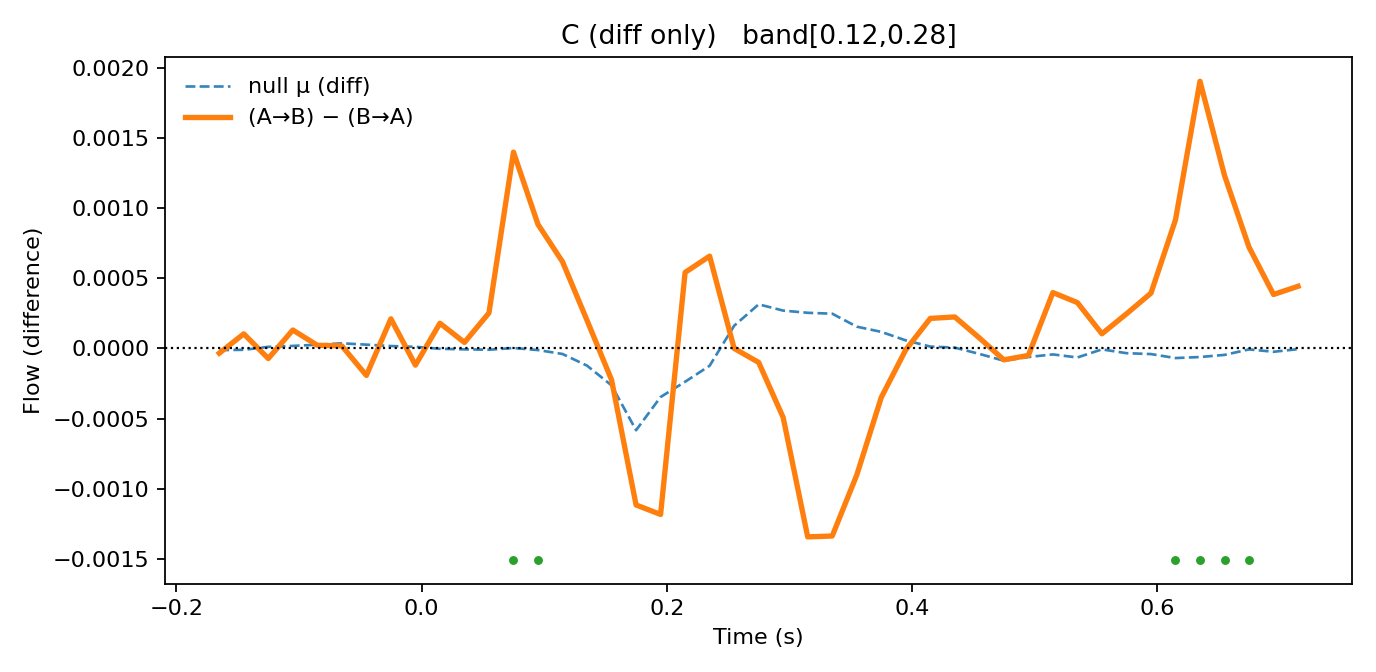 C (diff only)   band[0.12,0.28]
0.0020
0.0015
0.0010
0.0005
0.0000
−0.0005
−0.0010
−0.0015
Flow (difference)
null μ (diff)
(A→B) − (B→A)
−0.2
0.0
0.2
0.4
0.6
Time (s)